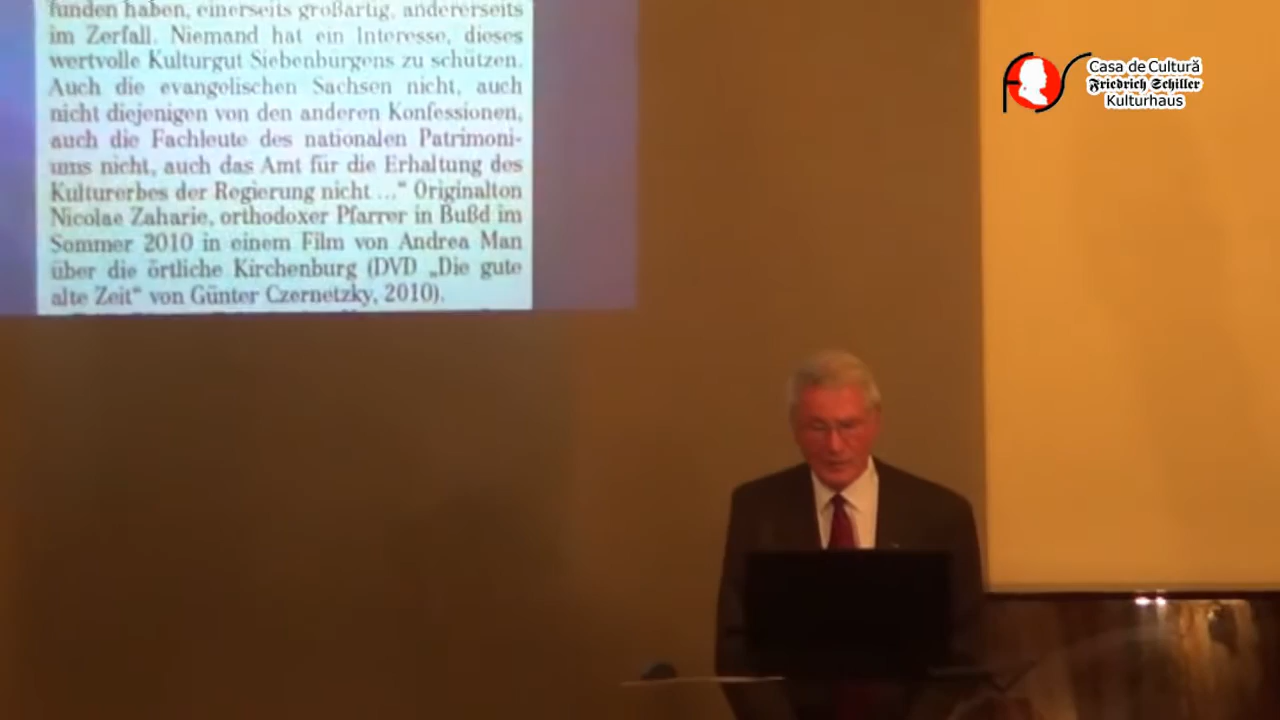 funden haben, einerseits großartig, andererseits
im Zerfall. Niemand hat ein Interesse, dieses
wertvolle Kulturgut Siebenbürgens zu schützen.
Auch die evangelischen Sachsen nicht, auch
nicht diejenigen von den anderen Konfessionen,
auch die Fachleute des nationalen Patrimoni-
ums nicht, auch das Amt für die Erhaltung des
Kulturerbes der Regierung nicht ...“ Originalton
Nicolae Zaharie, orthodoxer Pfarrer in Bußd im
Sommer 2010 in einem Film von Andrea Man
über die örtliche Kirchenburg (DVD „Die gute
alte Zeit“ von Günter Czernetzky, 2010).
Casa de Cultură
Friedrich Schiller
Kulturhaus